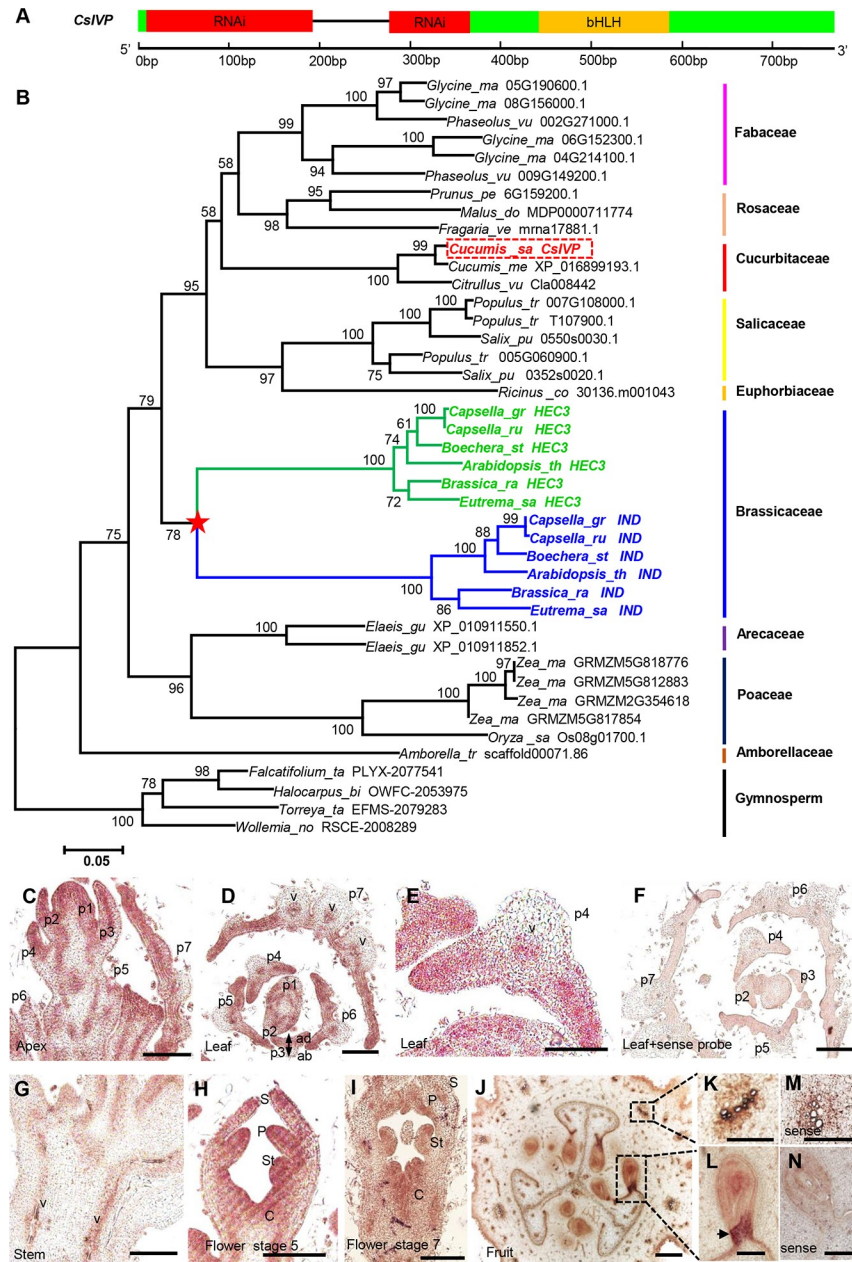 A
CsIVP
RNAi
RNAi
bHLH
5'
3'
0bp
100bp
200bp
300bp
400bp
500bp
600bp
700bp
B
97
Glycine_ma 05G190600.1
100
Glycine_ma 08G156000.1
Phaseolus_vu 002G271000.1
99
100
Glycine_ma 06G152300.1
Fabaceae
Glycine_ma 04G214100.1
58
94
Phaseolus_vu 009G149200.1
95
Prunus_pe 6G159200.1
Malus_do MDP0000711774
Rosaceae
58
98
Fragaria_ve mrna17881.1
99
Cucumis_sa CsIVP
Cucumis_me XP_016899193.1
Cucurbitaceae
100
Citrullus_vu Cla008442
95
100
Populus_tr 007G108000.1
100
Populus_tr T107900.1
Salix_pu 0550s0030.1
Salicaceae
100
Populus_tr 005G060900.1
97
75
Salix_pu 0352s0020.1
Ricinus_co 30136.m001043
Euphorbiaceae
79
100
Capsella_gr HEC3
61
Capsella_ru HEC3
74
Boechera_st HEC3
100
Arabidopsis_th HEC3
Brassica_ra HEC3
72
Eutrema_sa HEC3
Brassicaceae
75
78
99
Capsella_gr IND
88
Capsella_ru IND
100
Boechera_st IND
Arabidopsis_th IND
100
Brassica_ra IND
86
Eutrema_sa IND
100
Elaeis_gu XP_010911550.1
Elaeis_gu XP_010911852.1
Arecaceae
96
97
Zea_ma GRMZM5G818776
100
Zea_ma GRMZM5G812883
100
Zea_ma GRMZM2G354618
Poaceae
Zea_ma GRMZM5G817854
100
Oryza_sa Os08g01700.1
Amborella_tr scaffold00071.86
Amborellaceae
98
Falcatifolium_ta PLYX-2077541
78
Halocarpus_bi OWFC-2053975
Torreya_ta EFMS-2079283
Gymnosperm
100
Wollemia_no RSCE-2008289
0.05
C
p1
p2
p3
p4
p5
p6
p7
Apex
D
v
p7
v
v
p4
p1
p5
p6
p2
ad
p3
ab
Leaf
E
p4
v
Leaf
F
p6
p4
p3
p7
p2
p5
Leaf+sense probe
G
v
v
Stem
H
S
P
St
C
Flower stage 5
I
S
P
St
C
Flower stage 7
J
Fruit
K
M
sense
L
N
sense